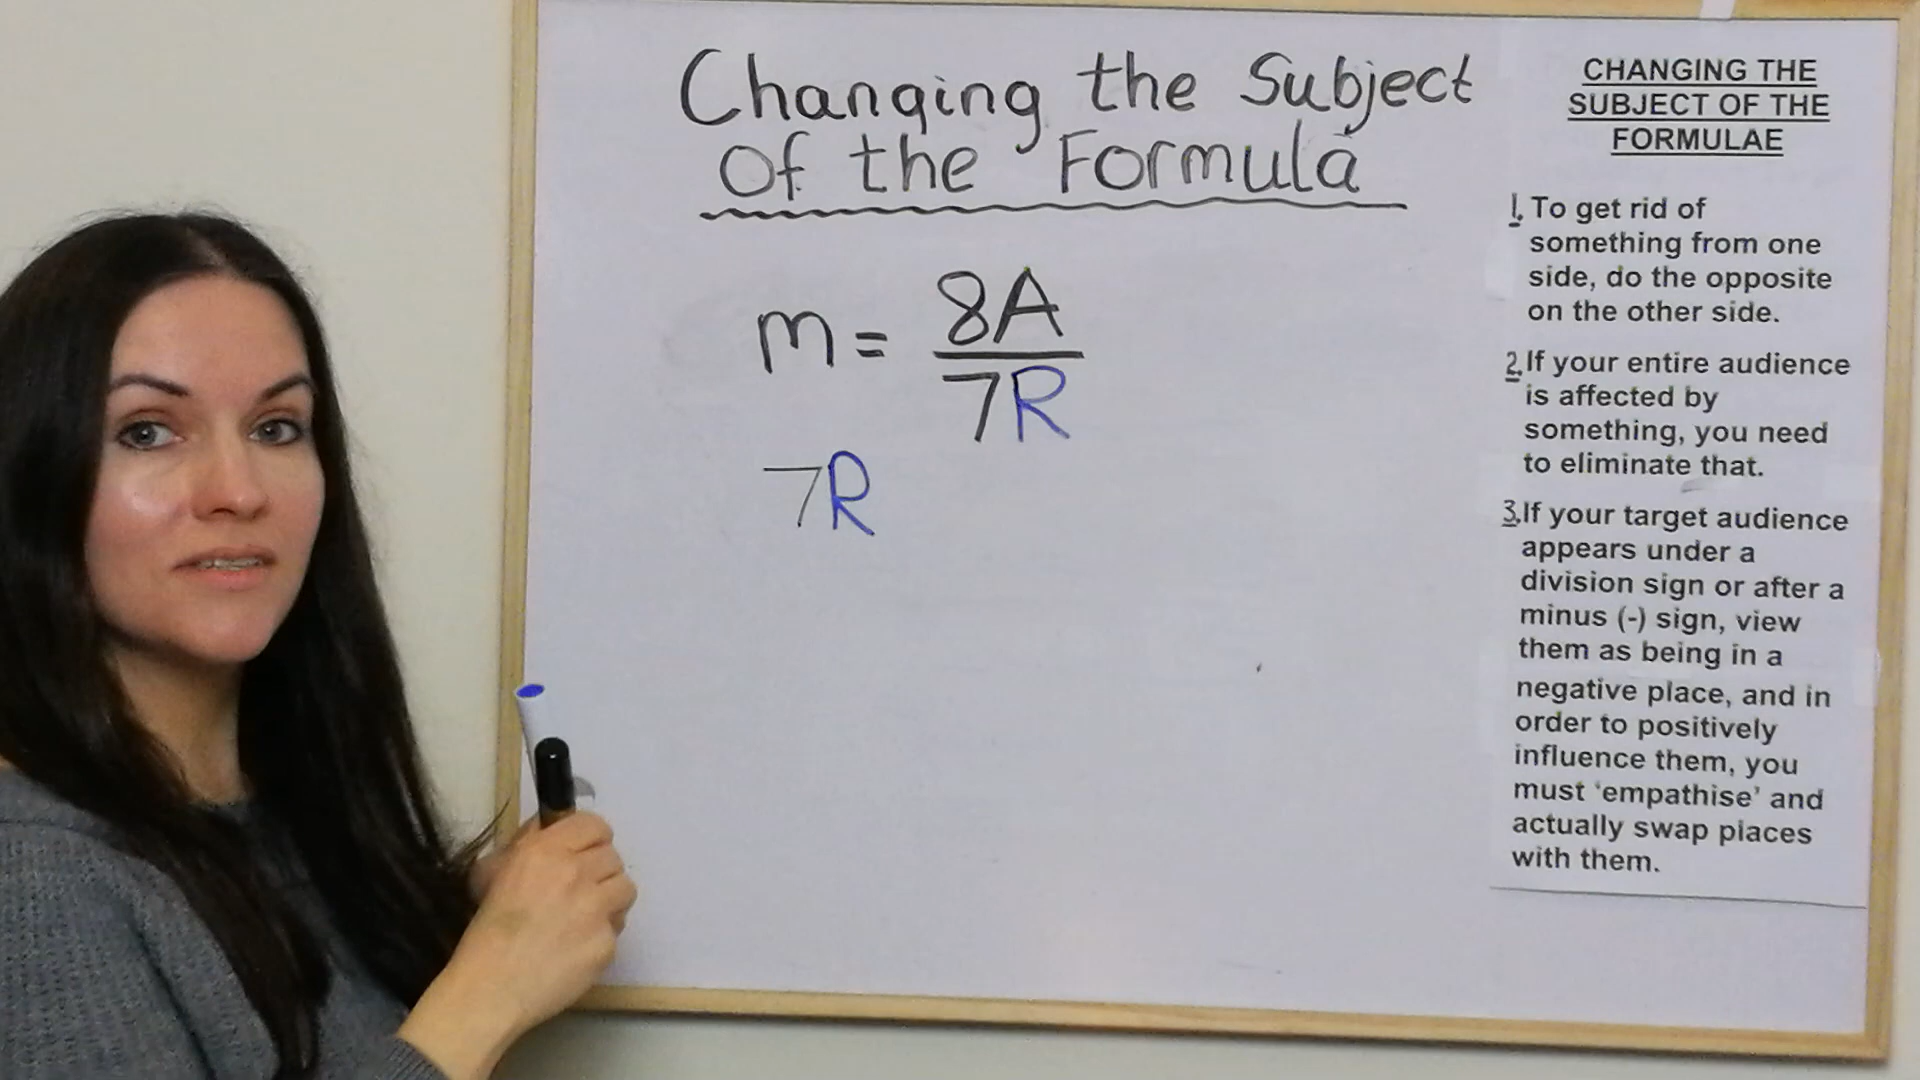 Changing the Subject
Of the Formula
m = 8A
7R
7R
CHANGING THE
SUBJECT OF THE
FORMULAE
1. To get rid of
something from one
side, do the opposite
on the other side.
2. If your entire audience
is affected by
something, you need
to eliminate that.
3. If your target audience
appears under a
division sign or after a
minus (-) sign, view
them as being in a
negative place, and in
order to positively
influence them, you
must 'empathise' and
actually swap places
with them.